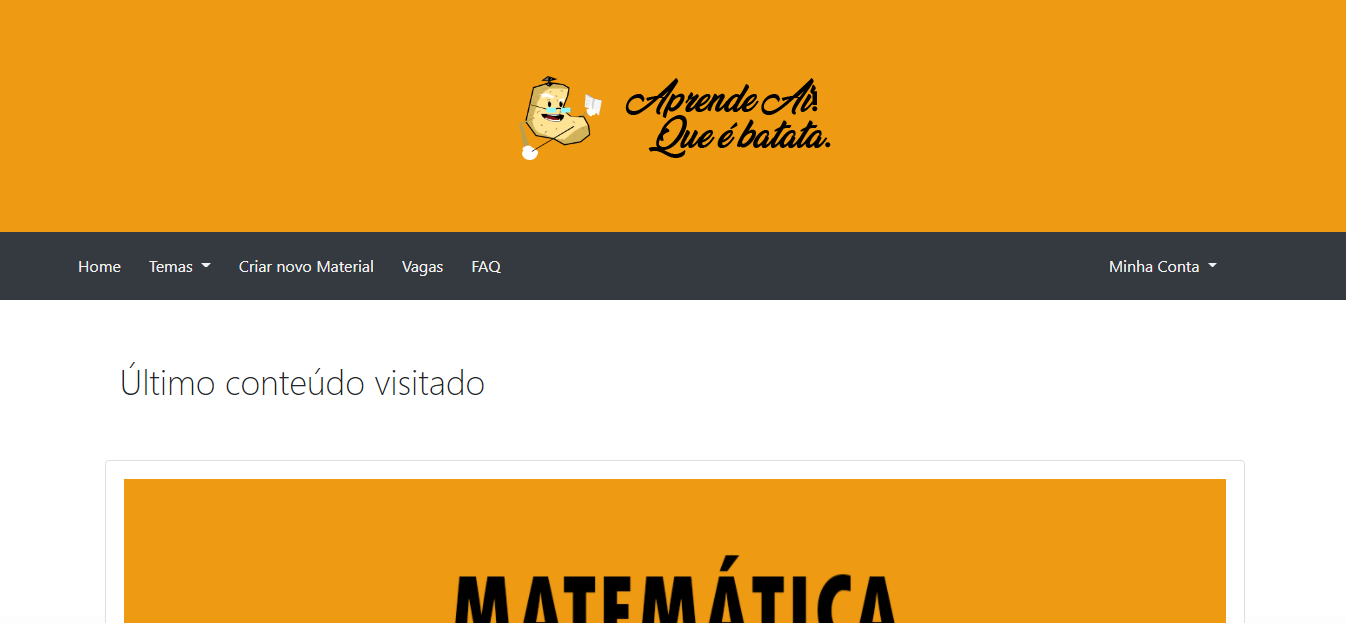 Aprende Aí!
Que é batata.
Home Temas Criar novo Material Vagas FAQ Minha Conta
Último conteúdo visitado
MATEMÁTICA